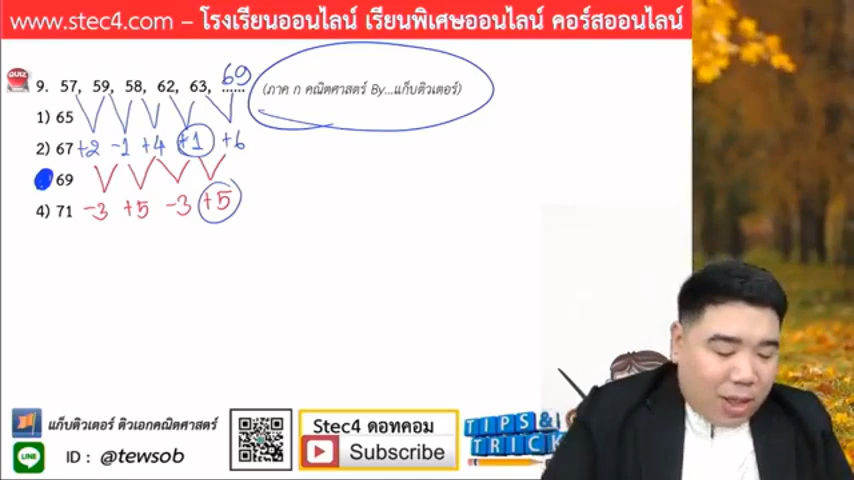 www.stec4.com – โรงเรียนออนไลน์ เรียนพิเศษออนไลน์ คอร์สออนไลน์
QUIZ
9. 57, 59, 58, 62, 63, ...... 69 (ภาค ก คณิตศาสตร์ By...แก็บติวเตอร์)
1) 65
2) 67 +2 -1 +4 +1 +6
69
4) 71 -3 +5 -3 +5
แก็บติวเตอร์ ติวเอกคณิตศาสตร์
LINE ID : @tewsob
Stec4 ดอทคอม
Subscribe
TIPS &
TRICK